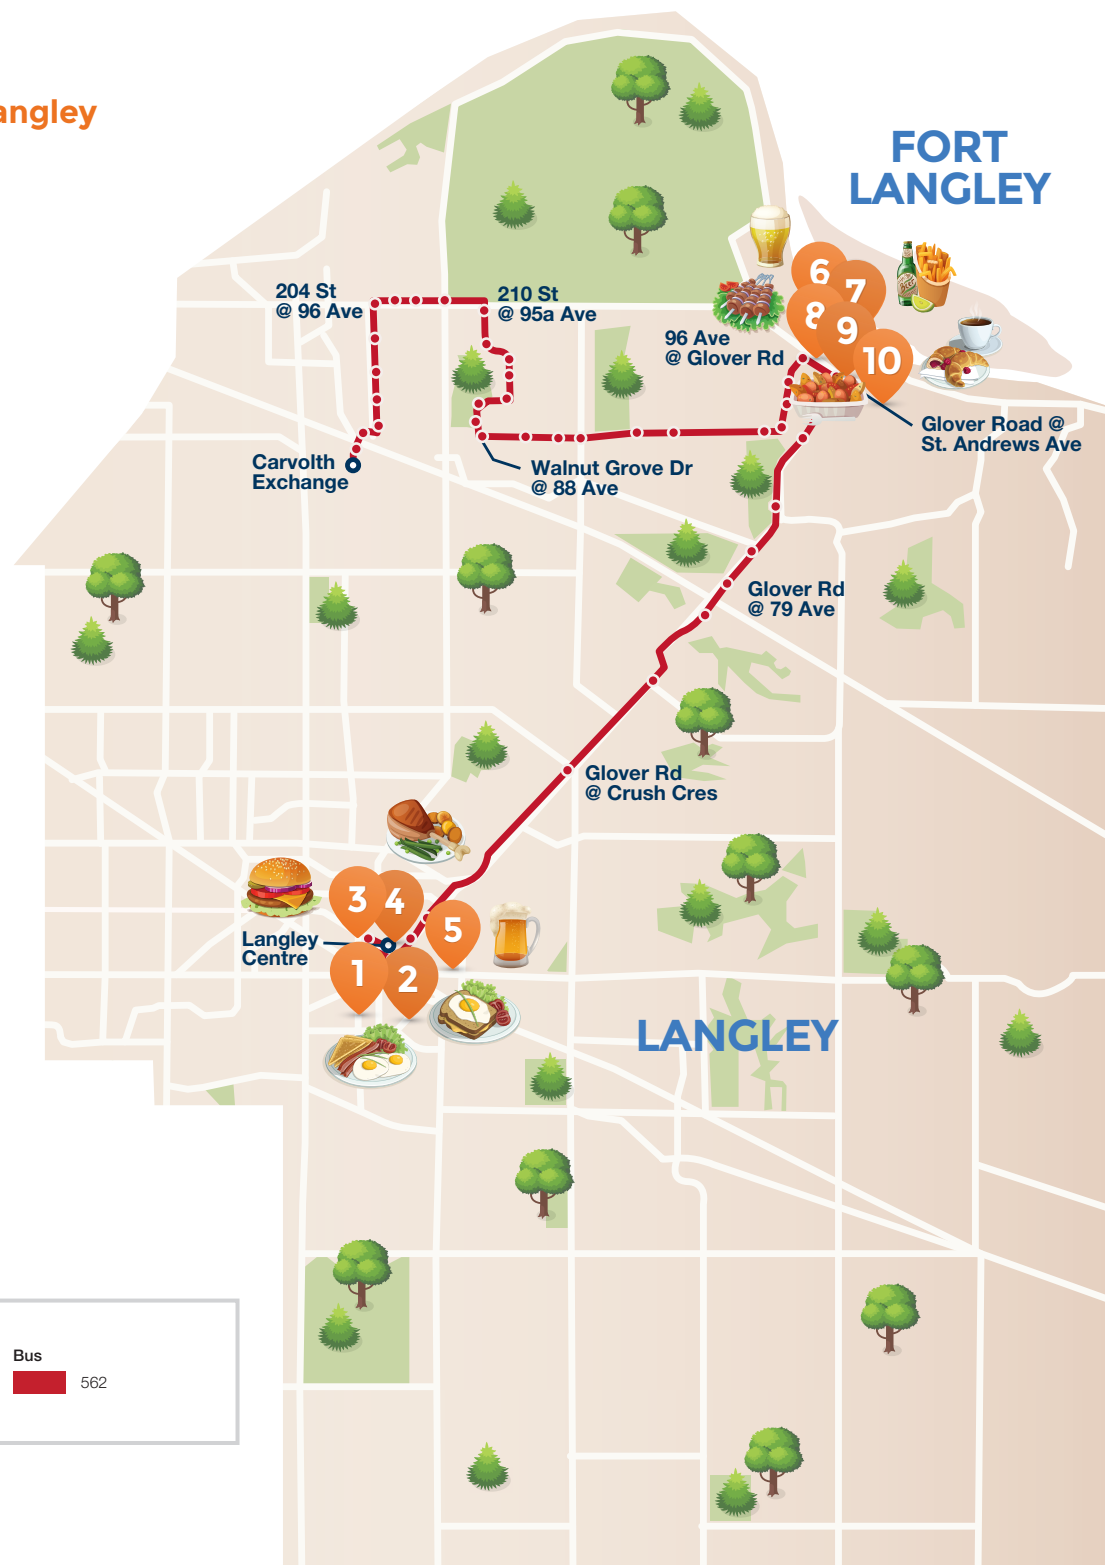 angley
FORT
LANGLEY
204 St
@ 96 Ave
210 St
@ 95a Ave
96 Ave
@ Glover Rd
6
7
8
9
10
Glover Road @
St. Andrews Ave
Carvolth
Exchange
Walnut Grove Dr
@ 88 Ave
Glover Rd
@ 79 Ave
Glover Rd
@ Crush Cres
3
4
5
Langley
Centre
1
2
LANGLEY
Bus
562